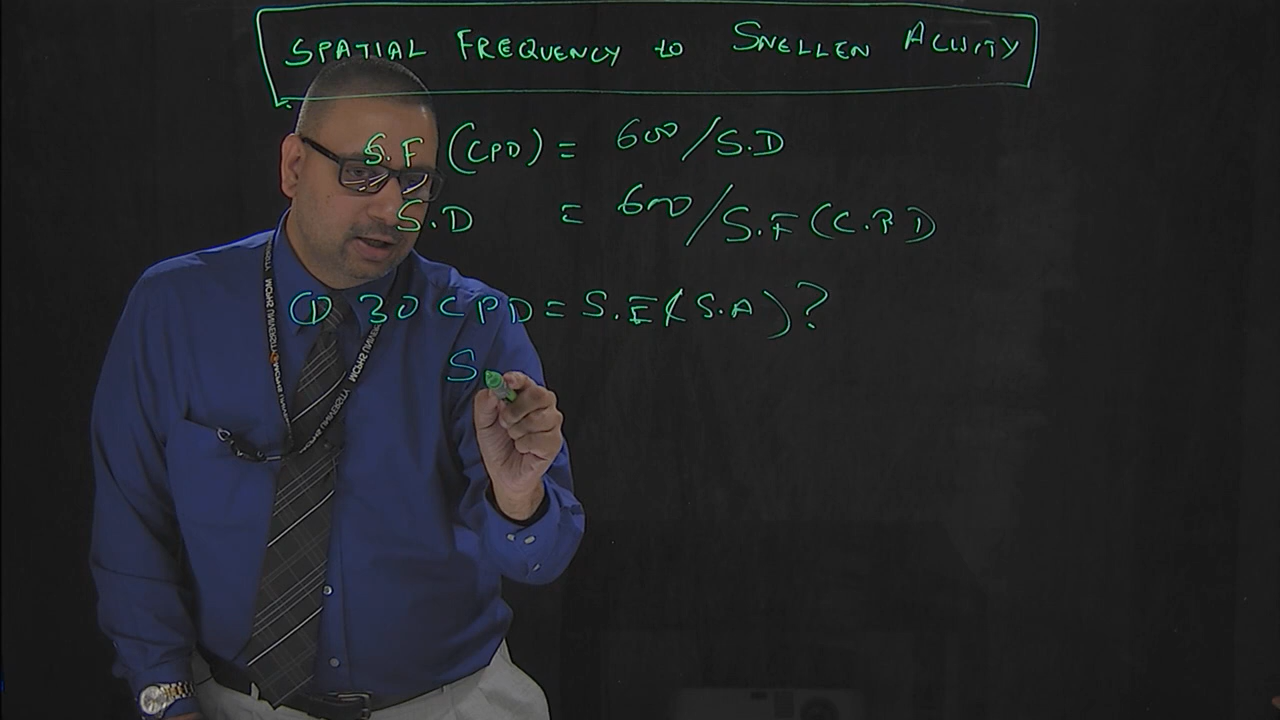 SPATIAL FREQUENCY to SNELLEN ACUITY
S.F (CPD) = 600/S.D
S.D = 600/S.F (C.P.D
① 30 CPD = S.F (S.A)?
S